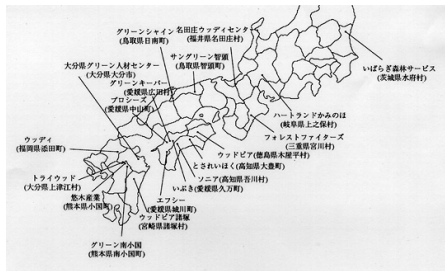 グリーンシャイン
(鳥取県日南町)
名田庄ウッディセンター
(福井県名田庄村)
大分県グリーン人材センター
(大分県大分市)
サングリーン智頭
(鳥取県智頭町)
いばらぎ森林サービス
(茨城県水府村)
グリーンキーパー
(愛媛県広田村)
プロシーズ
(愛媛県中山町)
ハートランドかみのほ
(岐阜県上之保村)
フォレストファイターズ
(三重県宮川村)
ウッディ
(福岡県添田町)
ウッドピア(徳島県木屋平村)
とされいほく(高知県大豊町)
トライウッド
(大分県上津江村)
ソニア(高知県吾川村)
いぶき(愛媛県久万町)
悠木産業
(熊本県小国町)
エフシー
(愛媛県城川町)
ウッドピア諸塚
(宮崎県諸塚村)
グリーン南小国
(熊本県南小国町)